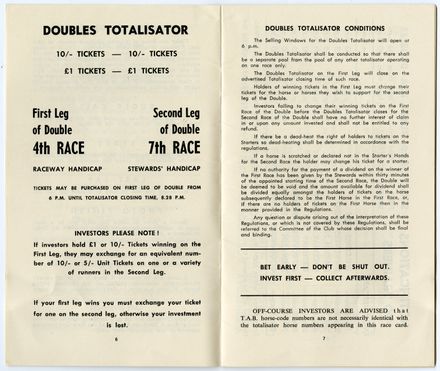 DOUBLES TOTALISATOR
10/- TICKETS — 10/- TICKETS
£1 TICKETS — £1 TICKETS
First Leg
of Double
4th RACE
RACEWAY HANDICAP
Second Leg
of Double
7th RACE
STEWARDS' HANDICAP
TICKETS MAY BE PURCHASED ON FIRST LEG OF DOUBLE FROM
6 P.M. UNTIL TOTALISATOR CLOSING TIME, 8.28 P.M.
INVESTORS PLEASE NOTE !
If investors hold £1 or 10/- Tickets winning on the
First Leg, they may exchange for an equivalent num-
ber of 10/- or 5/- Unit Tickets on one or a variety
of runners in the Second Leg.
If your first leg wins you must exchange your ticket
for one on the second leg, otherwise your investment
is lost.
6
DOUBLES TOTALISATOR CONDITIONS
The Selling Windows for the Doubles Totalisator will open at
6 p.m.
The Doubles Totalisator shall be conducted so that there shall
be a separate pool from the pool of any other totalisator operating
on one race only.
The Doubles Totalisator on the First Leg will close on the
advertised Totalisator closing time of such race.
Holders of winning tickets in the First Leg must change their
tickets for the horse or horses they wish to support for the second
leg of the Double.
Investors failing to change their winning tickets on the First
Race of the Double before the Doubles Totalisator closes for the
Second Race of the Double shall have no further interest of claim
in or upon any amount invested and shall not be entitled to any
refund.
If there be a dead-heat the right of holders to tickets on the
Starters so dead-heating shall be determined in accordance with the
regulations.
If a horse is scratched or declared not in the Starter's Hands
for the Second Race the holder may change his ticket for a starter.
If no authority for the payment of a dividend on the winner of
the First Race has been given by the Stewards within thirty minutes
of the appointed starting time of the Second Race, the Double will
be deemed to be void and the amount available for dividend shall
be divided equally amongst the holders of tickets on the horse
subsequently declared to be the First Horse in the First Race, or,
if there are no holders of tickets on the First Horse then in the
manner provided in the Regulations.
Any question or dispute arising out of the Interpretation of these
Regulations, or which is not covered by these Regulations, shall be
referred to the Committee of the Club whose decision shall be final
and binding.
BET EARLY — DON'T BE SHUT OUT.
INVEST FIRST — COLLECT AFTERWARDS.
OFF-COURSE INVESTORS ARE ADVISED that
T.A.B. horse-code numbers are not necessarily identical with
the totalisator horse numbers appearing in this race card.
7